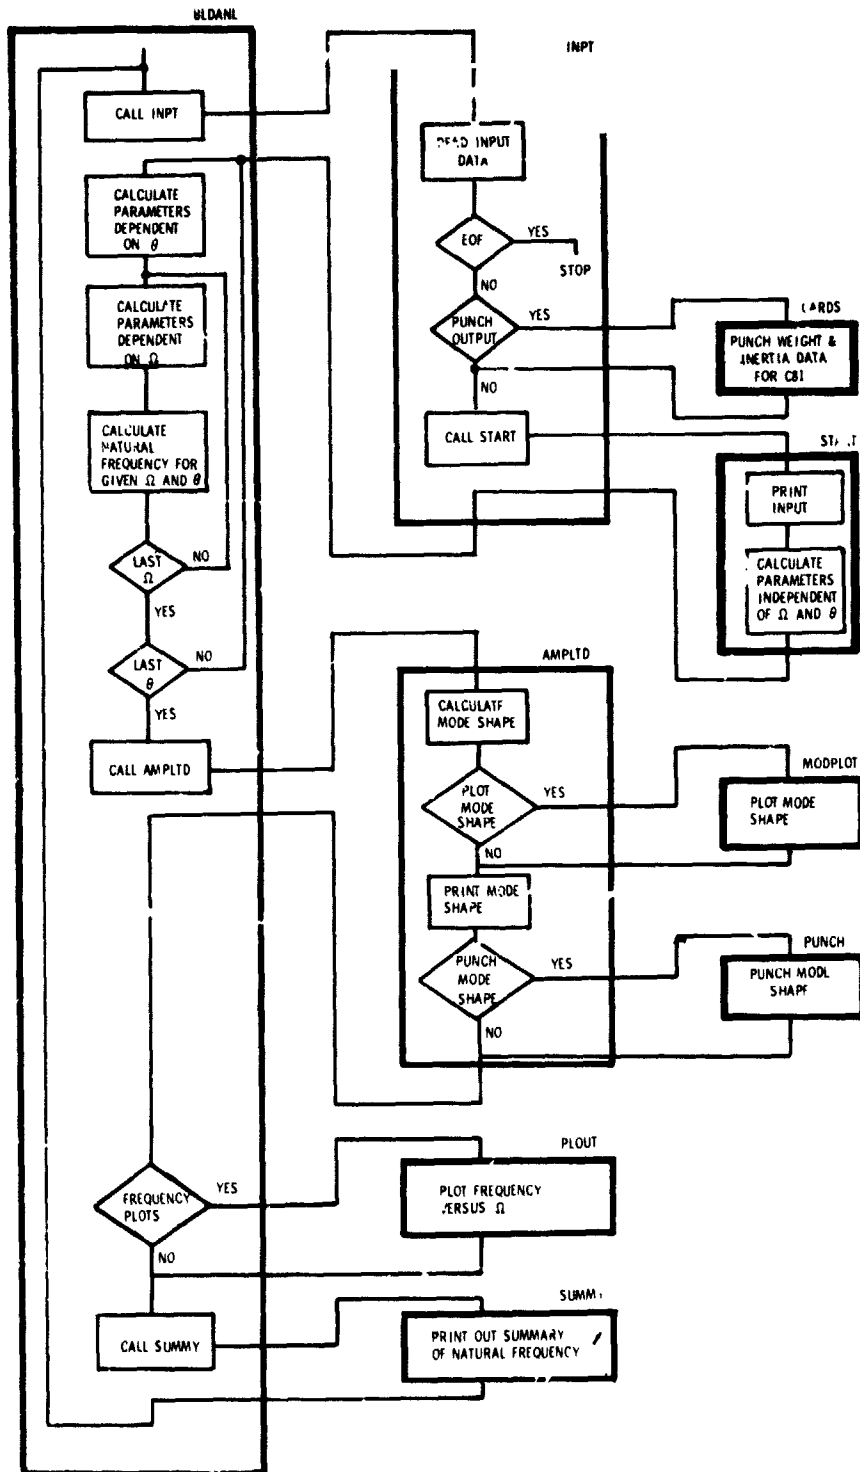 BLDANL
CALL INPT
CALCULATE
PARAMETERS
DEPENDENT
ON θ
CALCULATE
PARAMETERS
DEPENDENT
ON Ω
CALCULATE
NATURAL
FREQUENCY FOR
GIVEN Ω AND θ
LAST
Ω
NO
YES
LAST
θ
NO
YES
CALL AMPLTD
FREQUENCY
PLOTS
YES
NO
CALL SUMMY
INPT
READ INPUT
DATA
EOF
YES
STOP
NO
PUNCH
OUTPUT
YES
NO
CALL START
CARDS
PUNCH WEIGHT &
INERTIA DATA
FOR C81
START
PRINT
INPUT
CALCULATE
PARAMETERS
INDEPENDENT
OF Ω AND θ
AMPLTD
CALCULATE
MODE SHAPE
PLOT
MODE
SHAPE
YES
NO
PRINT MODE
SHAPE
PUNCH
MODE
SHAPE
YES
NO
MODPLOT
PLOT MODE
SHAPE
PUNCH
PUNCH MODE
SHAPE
PLOUT
PLOT FREQUENCY
VERSUS Ω
SUMMY
PRINT OUT SUMMARY
OF NATURAL FREQUENCY